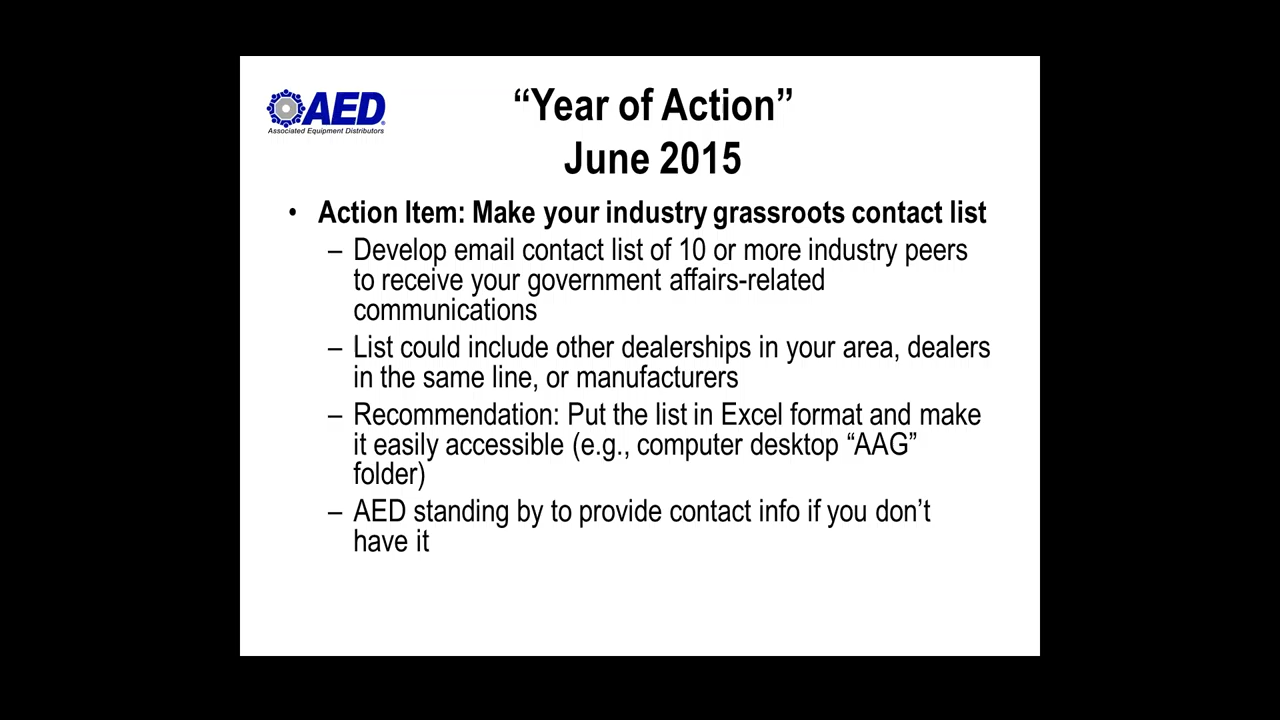 AED®
Associated Equipment Distributors
“Year of Action”
June 2015
• Action Item: Make your industry grassroots contact list
– Develop email contact list of 10 or more industry peers
to receive your government affairs-related
communications
– List could include other dealerships in your area, dealers
in the same line, or manufacturers
– Recommendation: Put the list in Excel format and make
it easily accessible (e.g., computer desktop “AAG”
folder)
– AED standing by to provide contact info if you don’t
have it